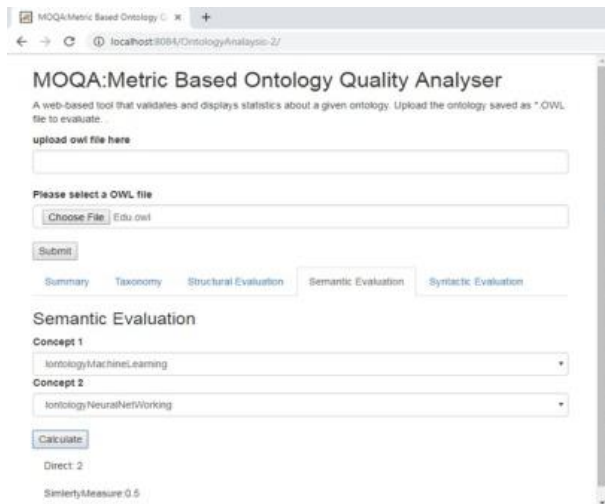 MOQA:Metric Based Ontology C
localhost:8084/OntologyAnalaysic-2/
MOQA:Metric Based Ontology Quality Analyser
A web-based tool that validates and displays statistics about a given ontology. Upload the ontology saved as *.OWL
file to evaluate.
upload owl file here
Please select a OWL file
Choose File Edu.owl
Submit
Summary Taxonomy Structural Evaluation Semantic Evaluation Syntactic Evaluation
Semantic Evaluation
Concept 1
IontologyMachineLearning
Concept 2
IontologyNeuralNetWorking
Calculate
Direct: 2
SimlertyMeasure:0.5